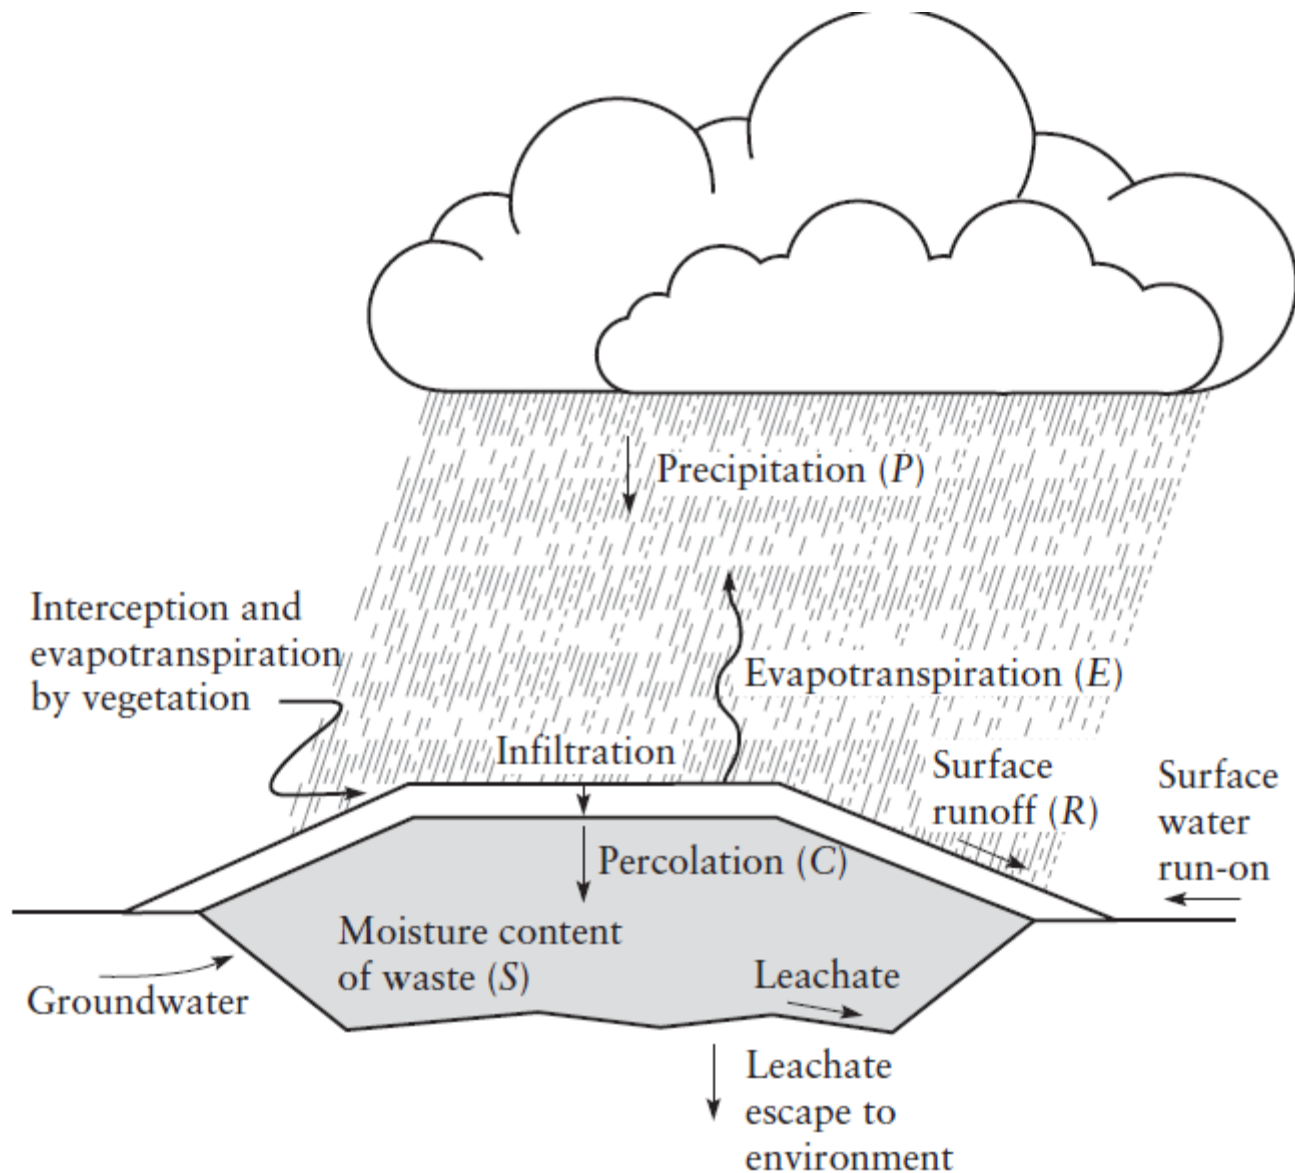 Precipitation (P)
Interception and
evapotranspiration
by vegetation
Evapotranspiration (E)
Infiltration
Surface
runoff (R)
Surface
water
run-on
Percolation (C)
Moisture content
of waste (S)
Leachate
Groundwater
Leachate
escape to
environment